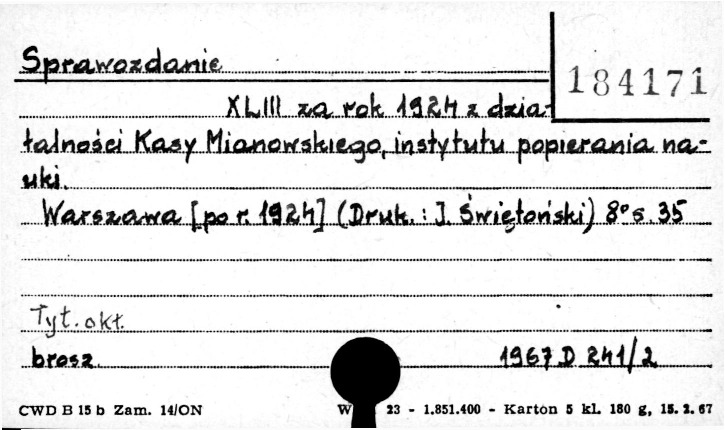 Sprawozdanie
184171
XLIII za rok 1924 z dzia-
łalności Kasy Mianowskiego, instytutu popierania na-
uki.
Warszawa [po r. 1924] (Druk.: J. Świętoński) 8° s. 35
Tyt. okł.
brosz. 1967 D 241/2
CWD B 15 b Zam. 14/ON W 23 - 1.851.400 - Karton 5 kl. 180 g, 15. 2. 67